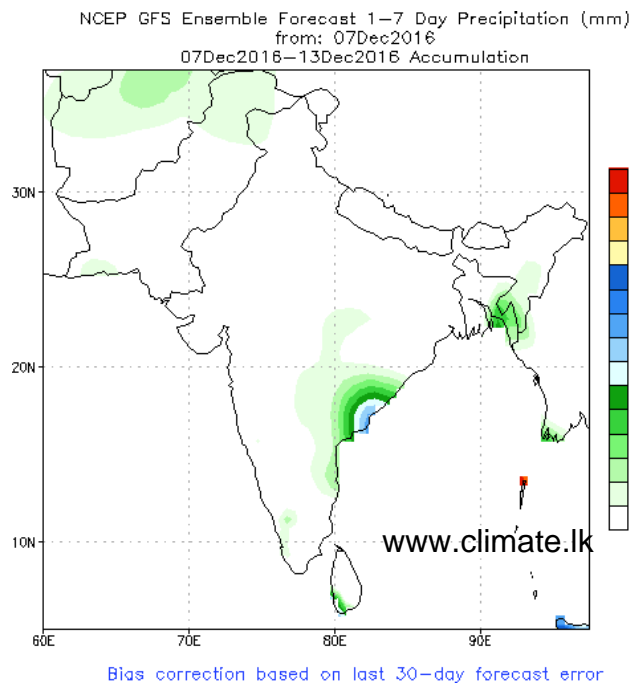 NCEP GFS Ensemble Forecast 1-7 Day Precipitation (mm)
from: 07Dec2016
07Dec2016-13Dec2016 Accumulation
30N
20N
10N
60E 70E 80E 90E
www.climate.lk
Bias correction based on last 30-day forecast error